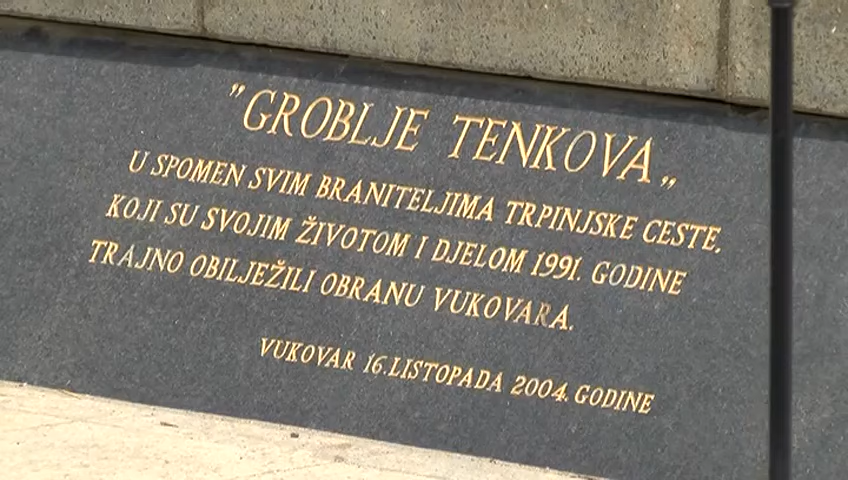 "GROBLJE TENKOVA„
U SPOMEN SVIM BRANITELJIMA TRPINJSKE CESTE,
KOJI SU SVOJIM ŽIVOTOM I DJELOM 1991. GODINE
TRAJNO OBILJEŽILI OBRANU VUKOVARA.
VUKOVAR 16.LISTOPADA 2004. GODINE